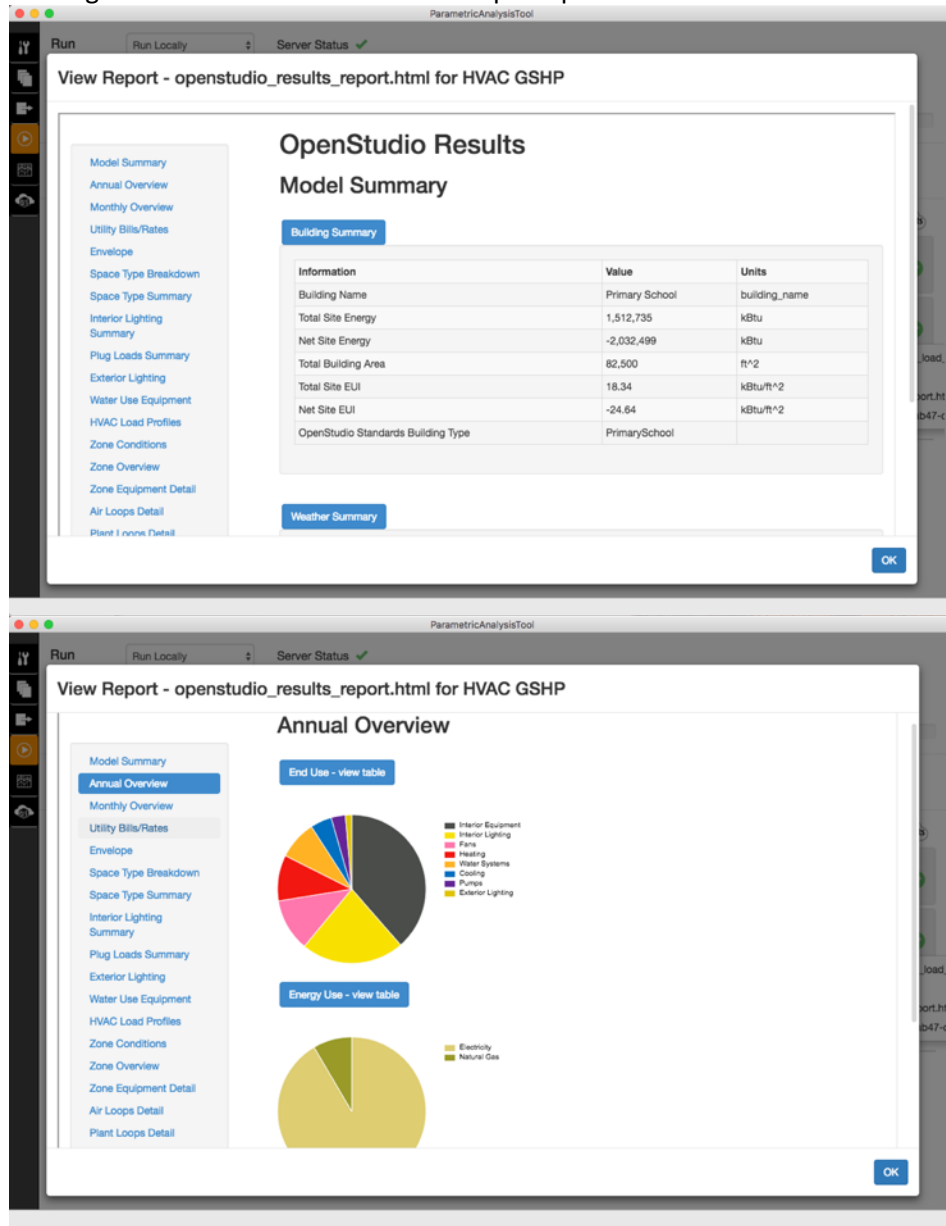 ParametricAnalysisTool
Run
Run Locally
Server Status
View Report - openstudio_results_report.html for HVAC GSHP
OpenStudio Results
Model Summary
Model Summary
Annual Overview
Monthly Overview
Utility Bills/Rates
Envelope
Space Type Breakdown
Space Type Summary
Interior Lighting
Summary
Plug Loads Summary
Exterior Lighting
Water Use Equipment
HVAC Load Profiles
Zone Conditions
Zone Overview
Zone Equipment Detail
Air Loops Detail
Plant Loops Detail
Building Summary
Information Value Units
Building Name Primary School building_name
Total Site Energy 1,512,735 kBtu
Net Site Energy -2,032,499 kBtu
Total Building Area 82,500 ft^2
Total Site EUI 18.34 kBtu/ft^2
Net Site EUI -24.64 kBtu/ft^2
OpenStudio Standards Building Type PrimarySchool
Weather Summary
_load_
port.ht
OK
ParametricAnalysisTool
Run
Run Locally
Server Status
View Report - openstudio_results_report.html for HVAC GSHP
Annual Overview
Model Summary
Annual Overview
Monthly Overview
Utility Bills/Rates
Envelope
Space Type Breakdown
Space Type Summary
Interior Lighting
Summary
Plug Loads Summary
Exterior Lighting
Water Use Equipment
HVAC Load Profiles
Zone Conditions
Zone Overview
Zone Equipment Detail
Air Loops Detail
Plant Loops Detail
End Use - view table
Interior Equipment
Interior Lighting
Fans
Heating
Water Systems
Cooling
Pumps
Exterior Lighting
Energy Use - view table
Electricity
Natural Gas
_load_
port.ht
OK